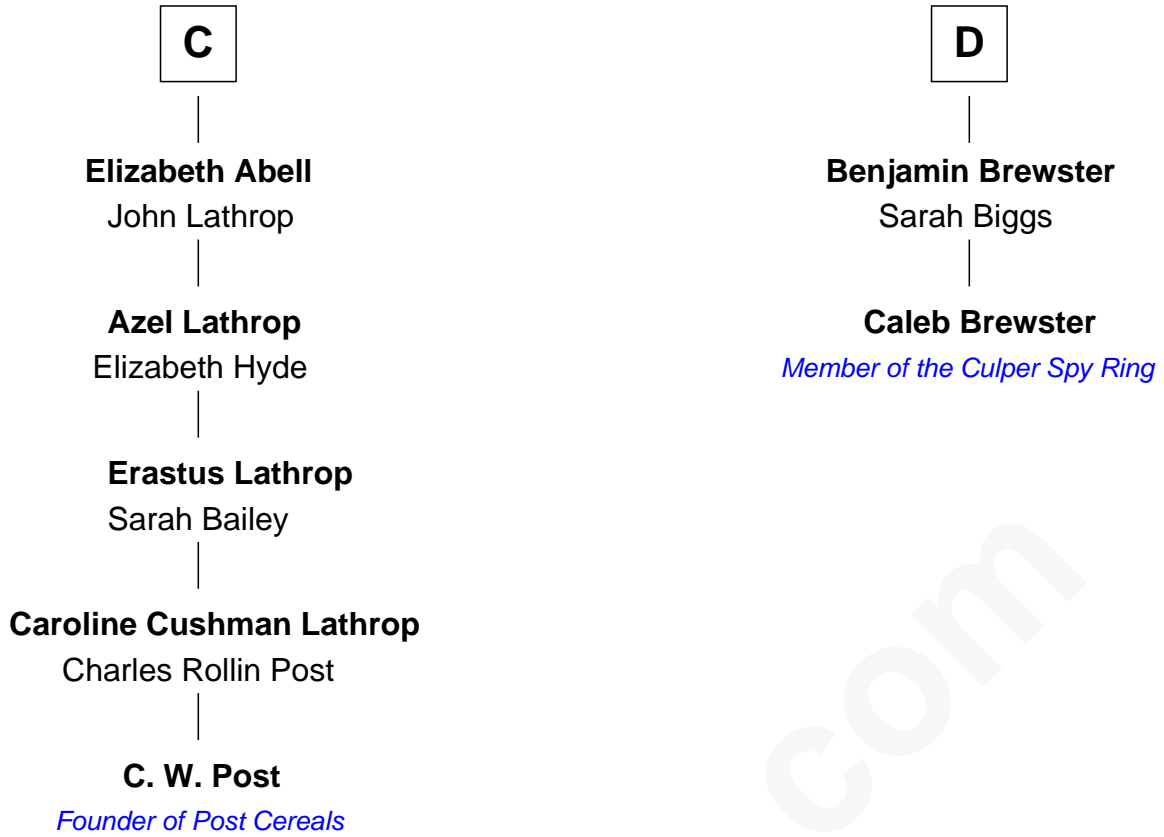 C
Elizabeth Abell
John Lathrop
Azel Lathrop
Elizabeth Hyde
Erastus Lathrop
Sarah Bailey
Caroline Cushman Lathrop
Charles Rollin Post
C. W. Post
Founder of Post Cereals
D
Benjamin Brewster
Sarah Biggs
Caleb Brewster
Member of the Culper Spy Ring
com